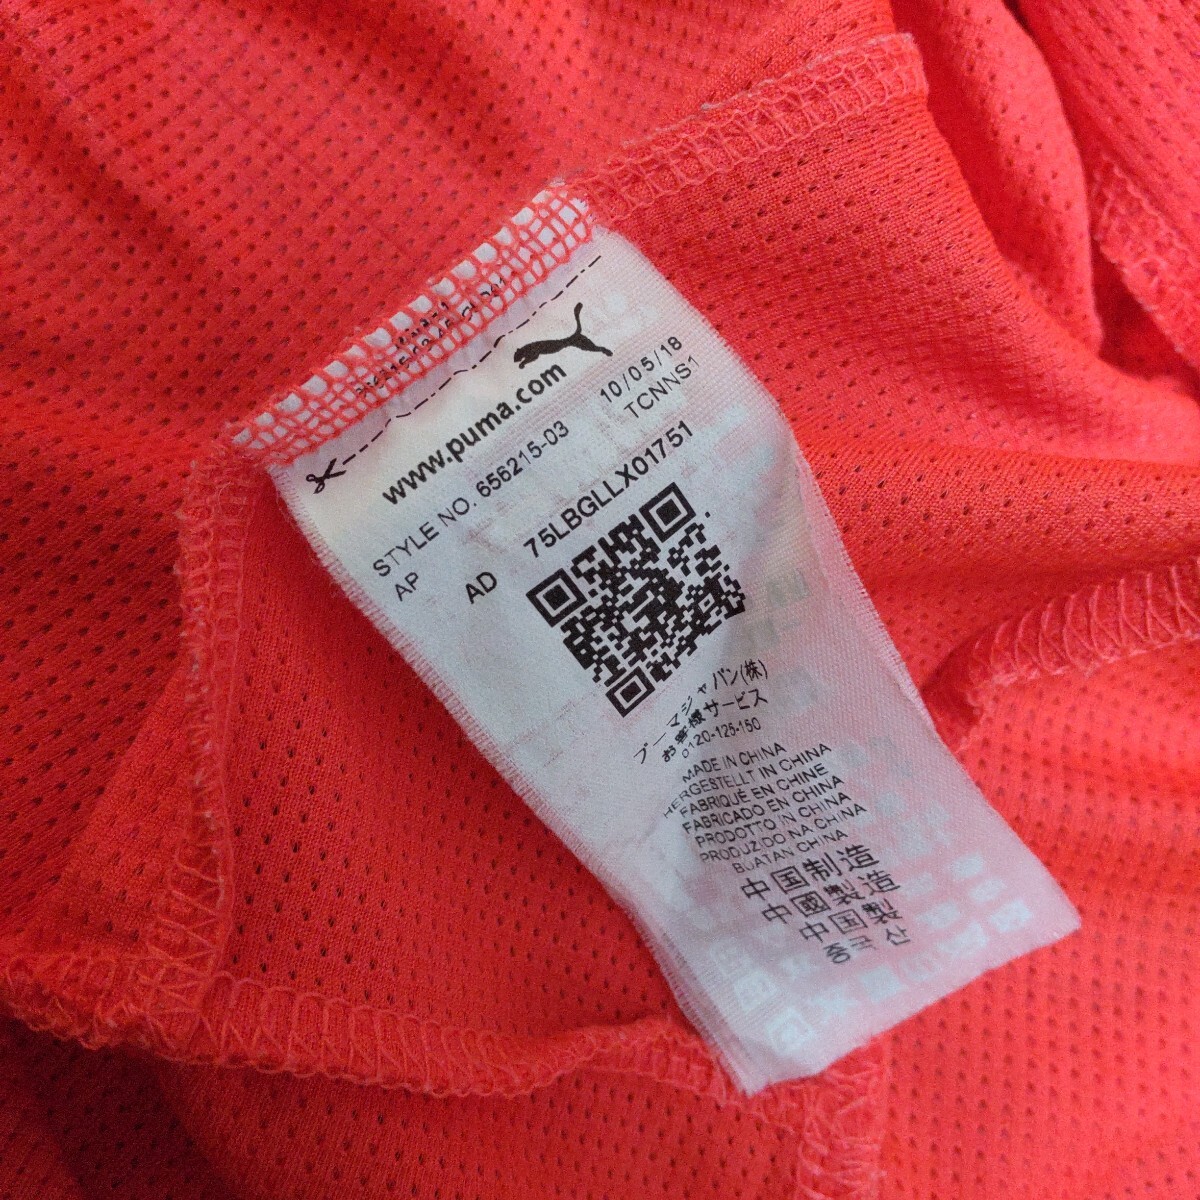 www.puma.com
STYLE NO. 656215-03 10/05/18
AP TCNNS1
AD 75LBGLLX01751
プーマジャパン(株)
お客様サービス
0120-125-150
MADE IN CHINA
HERGESTELLT IN CHINA
FABRIQUÉ EN CHINE
FABRICADO EN CHINA
PRODOTTO IN CHINA
PRODUZIDO NA CHINA
BUATAN CHINA
中国制造
中國製造
中国製
중국 산